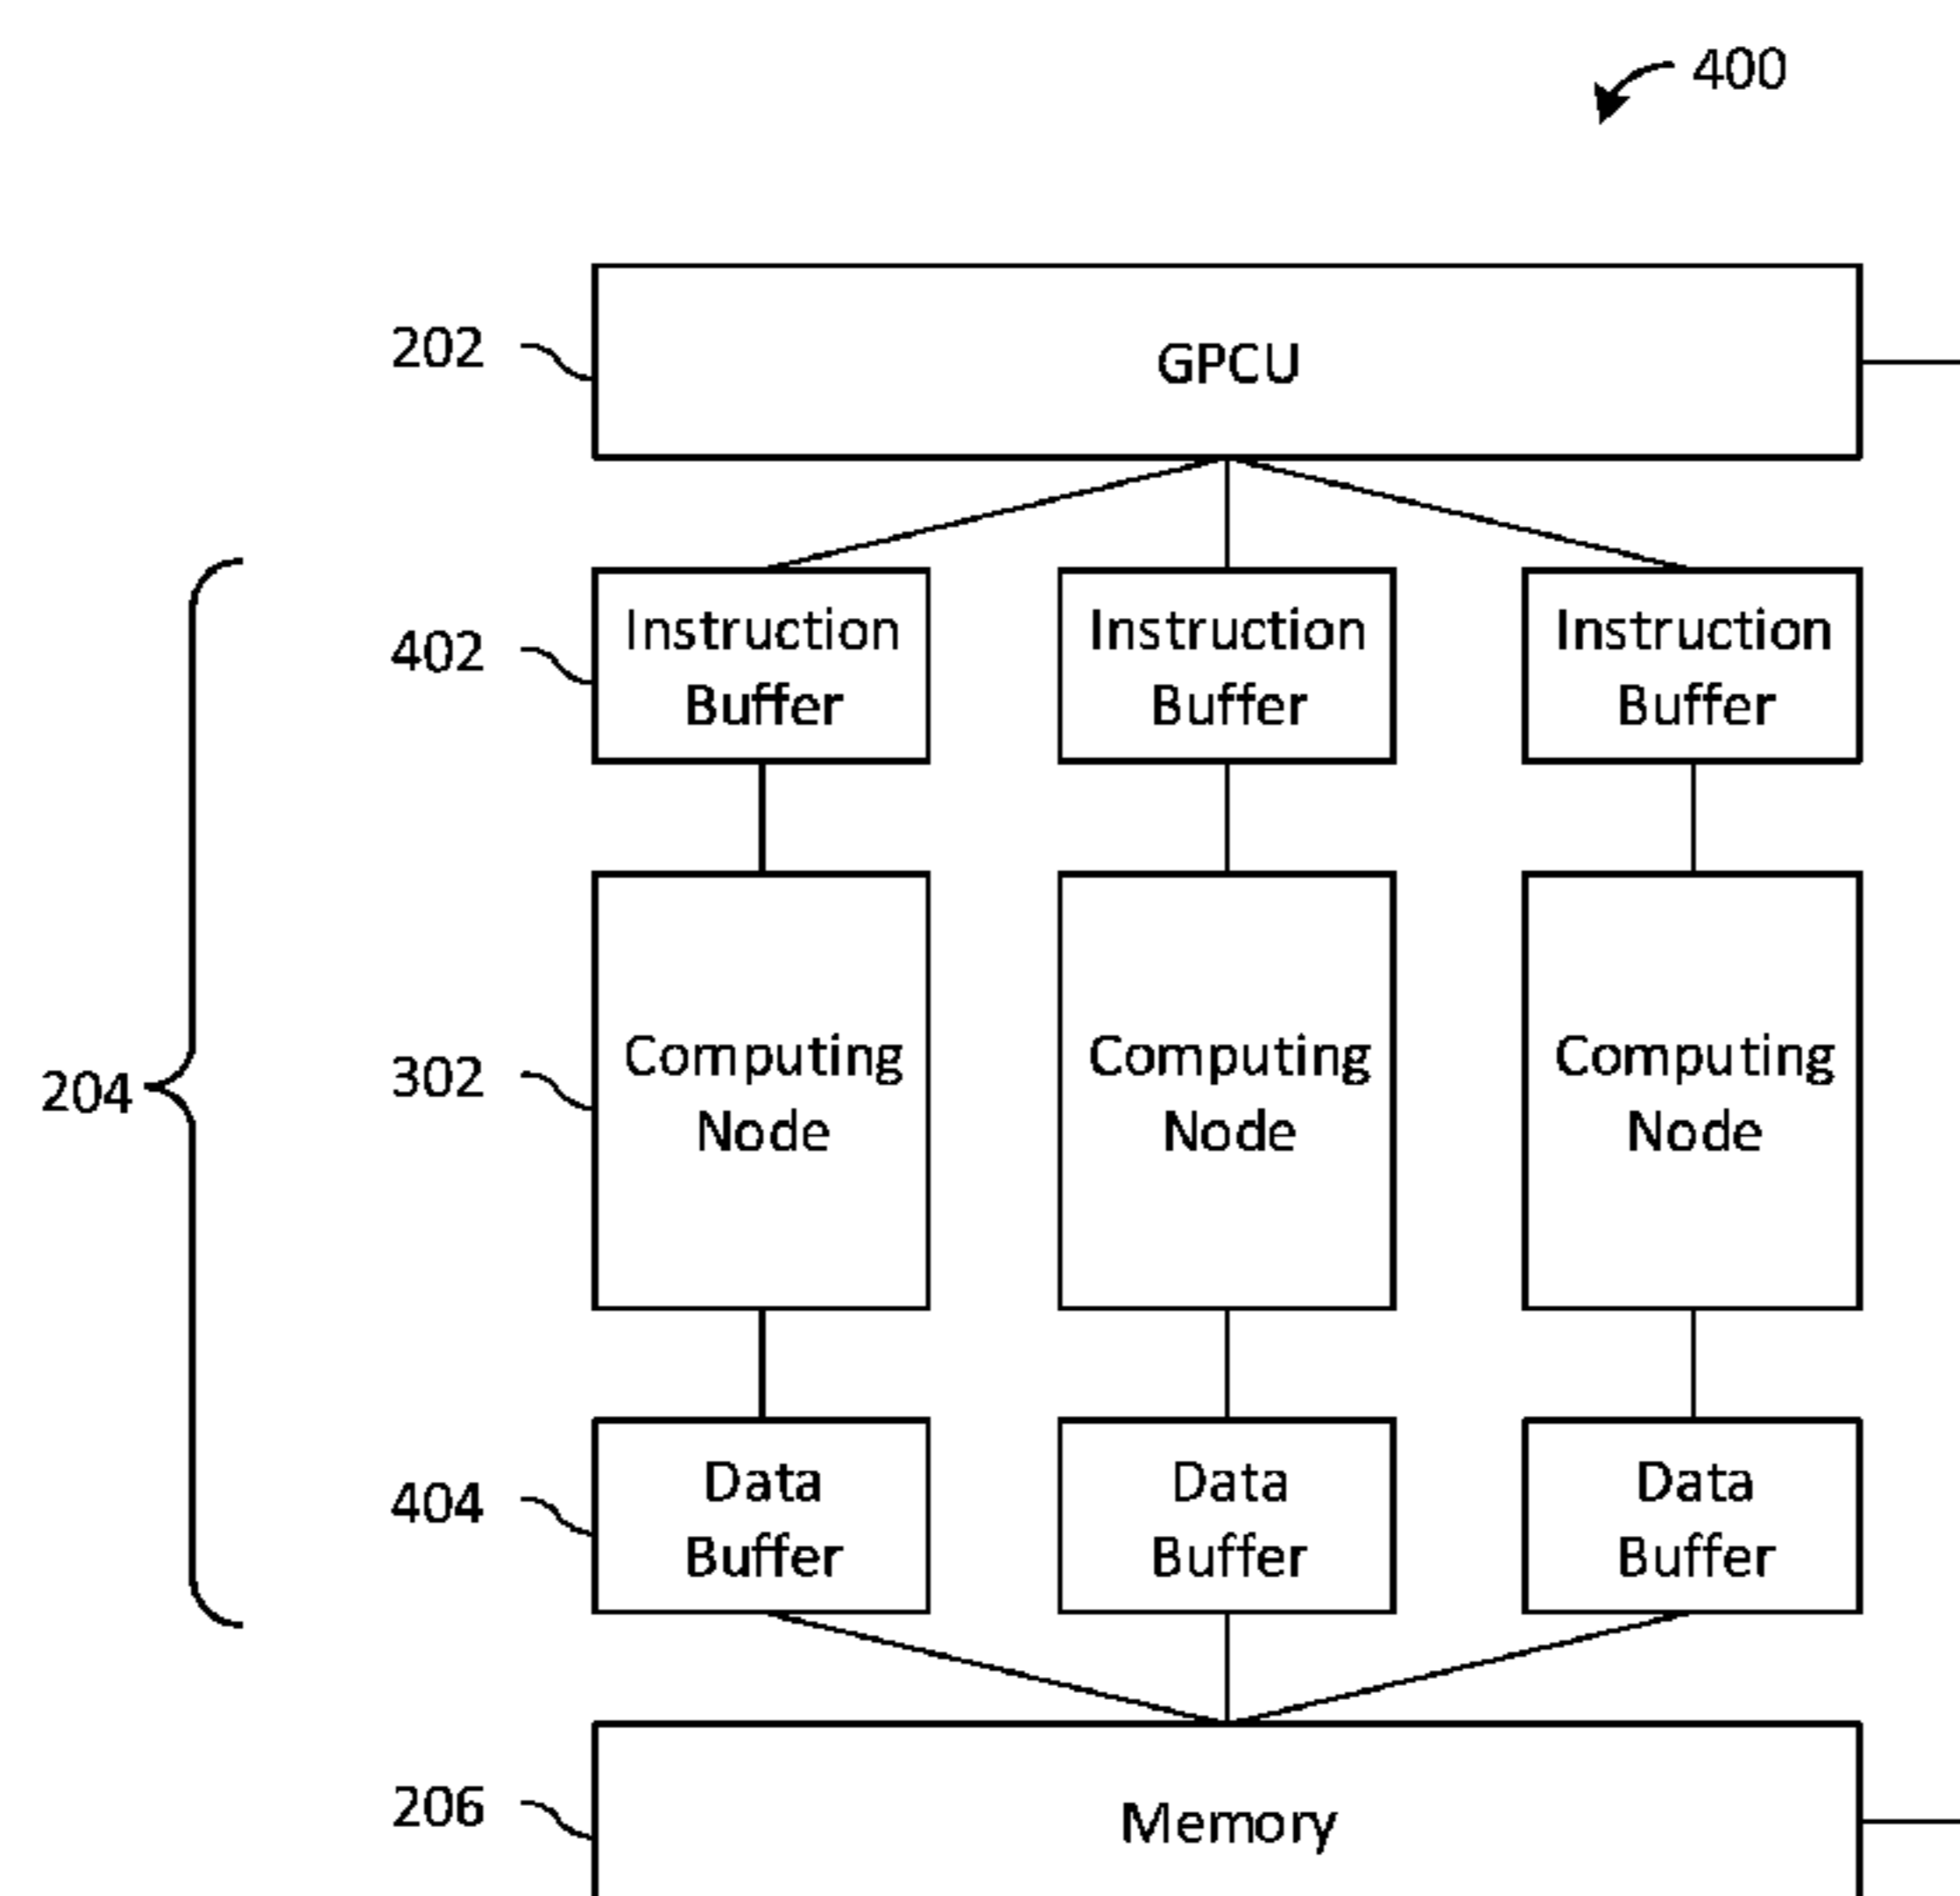 400
202
GPCU
402
Instruction
Buffer
Instruction
Buffer
Instruction
Buffer
204
302
Computing
Node
Computing
Node
Computing
Node
404
Data
Buffer
Data
Buffer
Data
Buffer
206
Memory